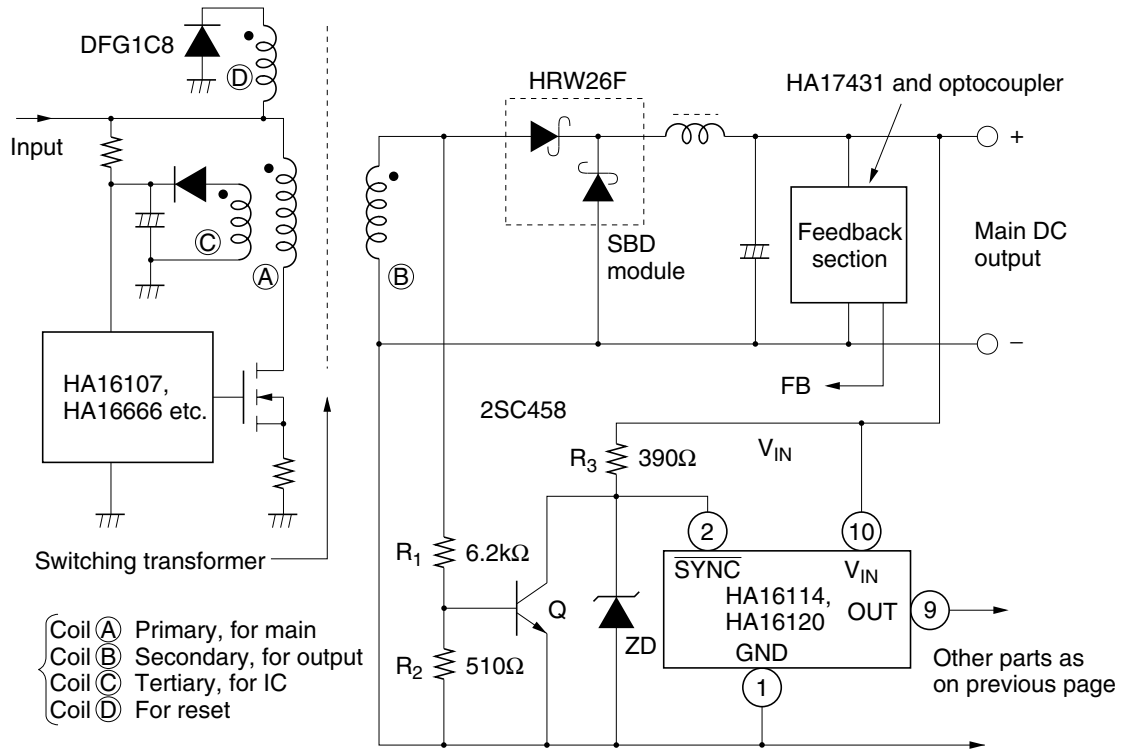 DFG1C8
D
HRW26F
HA17431 and optocoupler
Input
+
C
A
B
SBD
module
Feedback
section
Main DC
output
−
HA16107,
HA16666 etc.
FB
2SC458
R3 390Ω
VIN
Switching transformer
R1 6.2kΩ
2
10
SYNC
VIN
Q
HA16114,
HA16120
OUT
9
ZD
R2 510Ω
GND
1
Other parts as
on previous page
Coil A Primary, for main
Coil B Secondary, for output
Coil C Tertiary, for IC
Coil D For reset